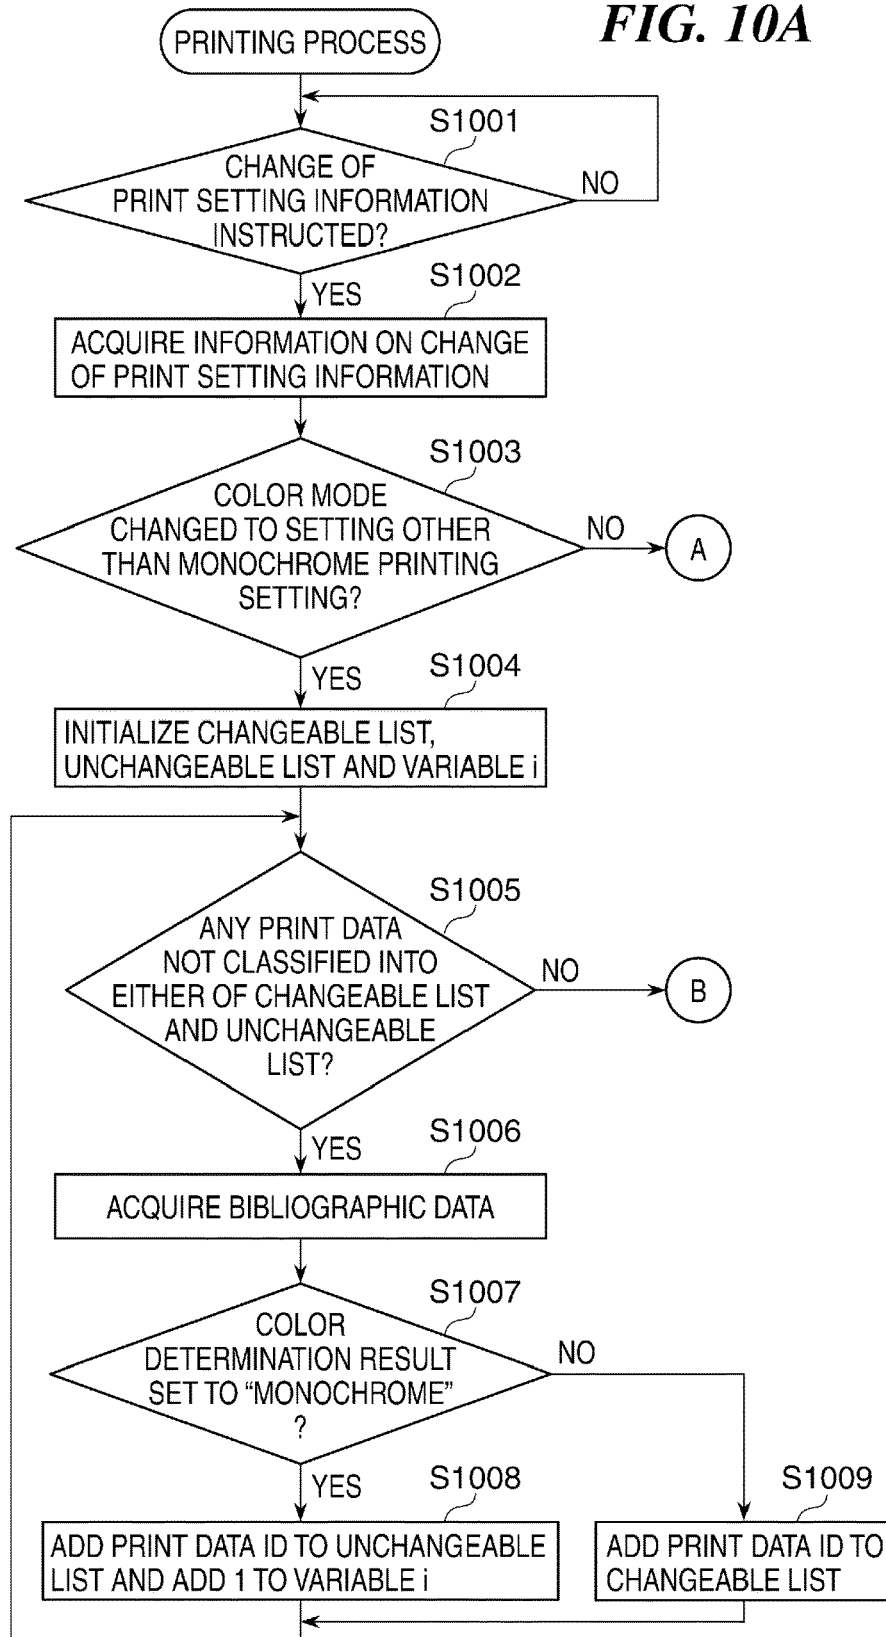 FIG. 10A
PRINTING PROCESS
S1001
CHANGE OF
PRINT SETTING INFORMATION
INSTRUCTED?
NO
YES
S1002
ACQUIRE INFORMATION ON CHANGE
OF PRINT SETTING INFORMATION
S1003
COLOR MODE
CHANGED TO SETTING OTHER
THAN MONOCHROME PRINTING
SETTING?
NO
A
YES
S1004
INITIALIZE CHANGEABLE LIST,
UNCHANGEABLE LIST AND VARIABLE i
S1005
ANY PRINT DATA
NOT CLASSIFIED INTO
EITHER OF CHANGEABLE LIST
AND UNCHANGEABLE
LIST?
NO
B
YES
S1006
ACQUIRE BIBLIOGRAPHIC DATA
S1007
COLOR
DETERMINATION RESULT
SET TO “MONOCHROME”
?
NO
YES
S1008
ADD PRINT DATA ID TO UNCHANGEABLE
LIST AND ADD 1 TO VARIABLE i
S1009
ADD PRINT DATA ID TO
CHANGEABLE LIST